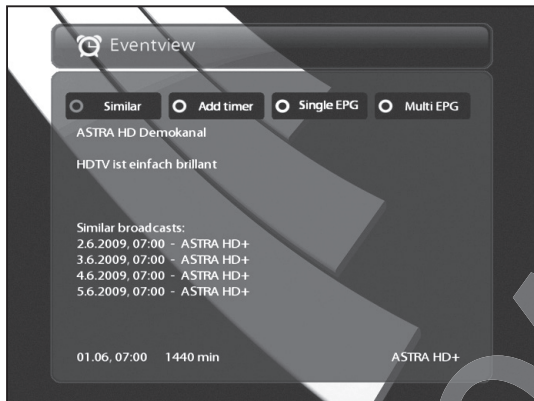 Eventview
Similar Add timer Single EPG Multi EPG
ASTRA HD Demokanal
HDTV ist einfach brillant
Similar broadcasts:
2.6.2009, 07:00 - ASTRA HD+
3.6.2009, 07:00 - ASTRA HD+
4.6.2009, 07:00 - ASTRA HD+
5.6.2009, 07:00 - ASTRA HD+
01.06, 07:00 1440 min ASTRA HD+